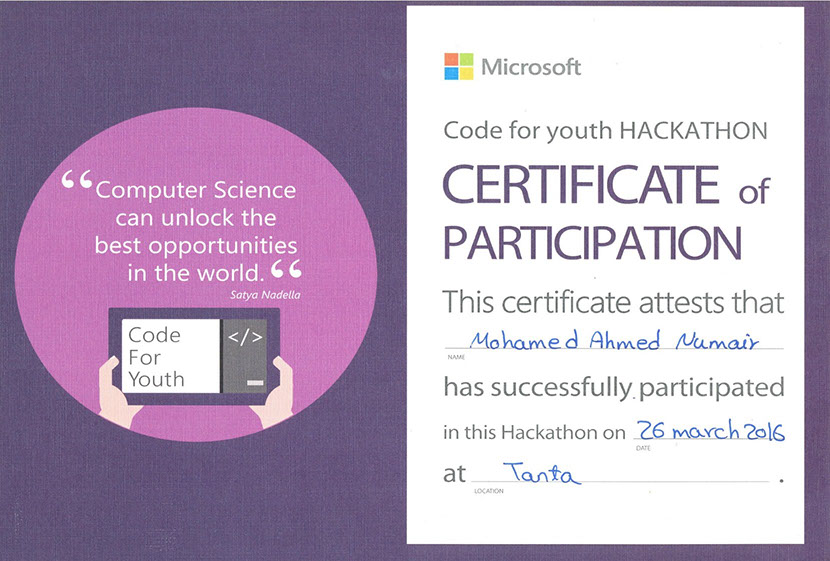 “Computer Science
can unlock the
best opportunities
in the world.“
Satya Nadella
Code
For
Youth
</>
Microsoft
Code for youth HACKATHON
CERTIFICATE of
PARTICIPATION
This certificate attests that
Mohamed Ahmed Numair
NAME
has successfully participated
in this Hackathon on 26 march 2016
DATE
at Tanta .
LOCATION